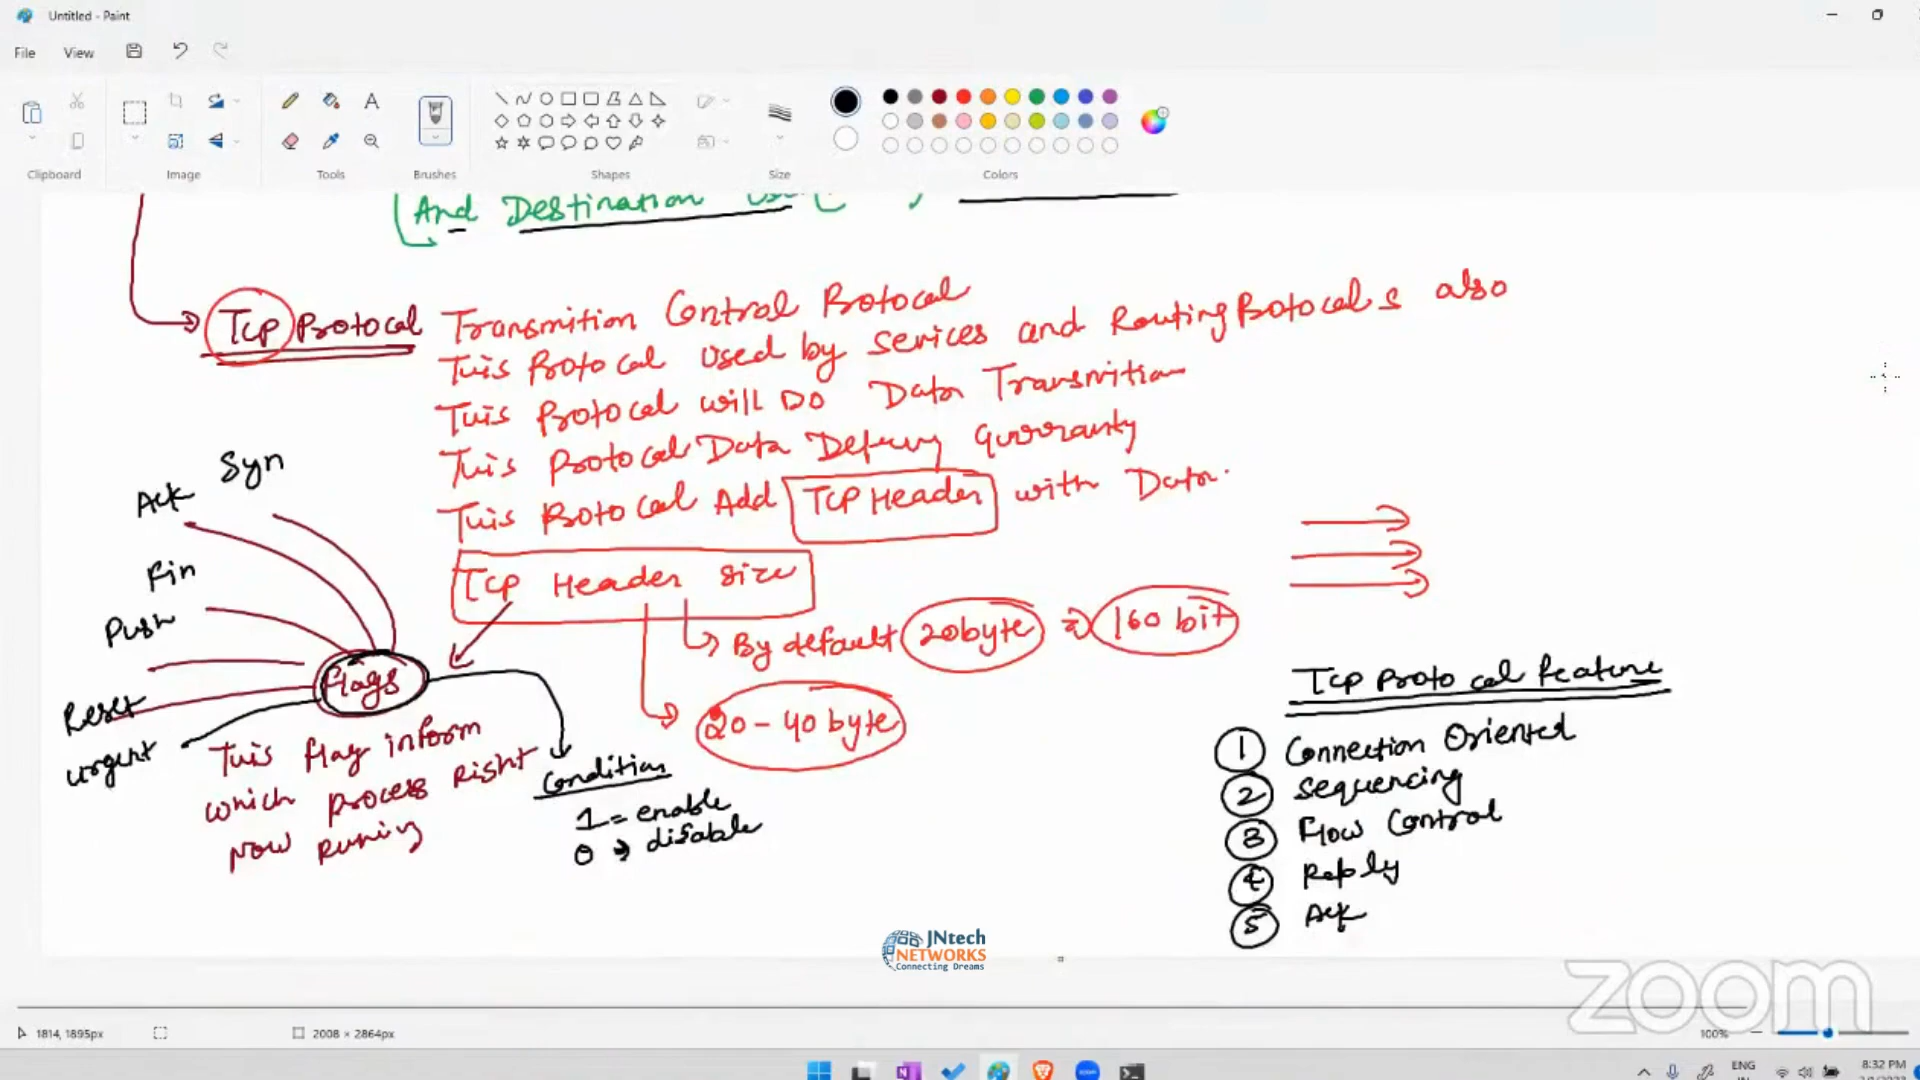 Untitled - Paint
File View
Clipboard Image Tools Brushes Shapes Size Colors
And Destination
Tcp Protocal Transmition Control Protocal
This Protocal used by Sevices and Routing Protocals also
This Protocal will Do Data Transmition
This Protocal Data
This Protocal Add TCP Header with Data.
Syn
Ack
Fin
Push
Reset
urgent
flags
TCP Header size
By default 20byte 160 bit
20-40 byte
This flag inform
which process Right
now runing
Condition
1 = enable
0 → disable
Tcp Protocal feature
1 Connection Oriented
2 Sequencing
3 Flow Control
4 Reply
5 Ack
JNtech
NETWORKS
Connecting Dreams
zoom
1814, 1895px 2008 × 2864px 100%
ENG
8:32 PM